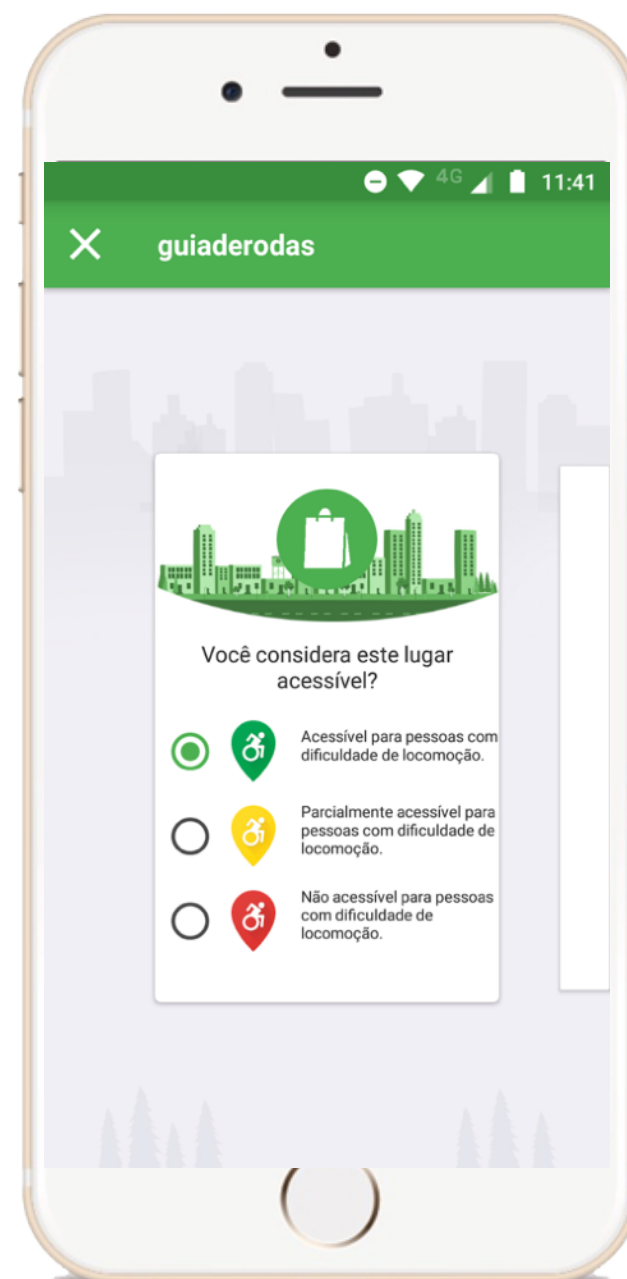 4G 11:41
guiaderodas
Você considera este lugar
acessível?
Acessível para pessoas com
dificuldade de locomoção.
Parcialmente acessível para
pessoas com dificuldade de
locomoção.
Não acessível para pessoas
com dificuldade de
locomoção.